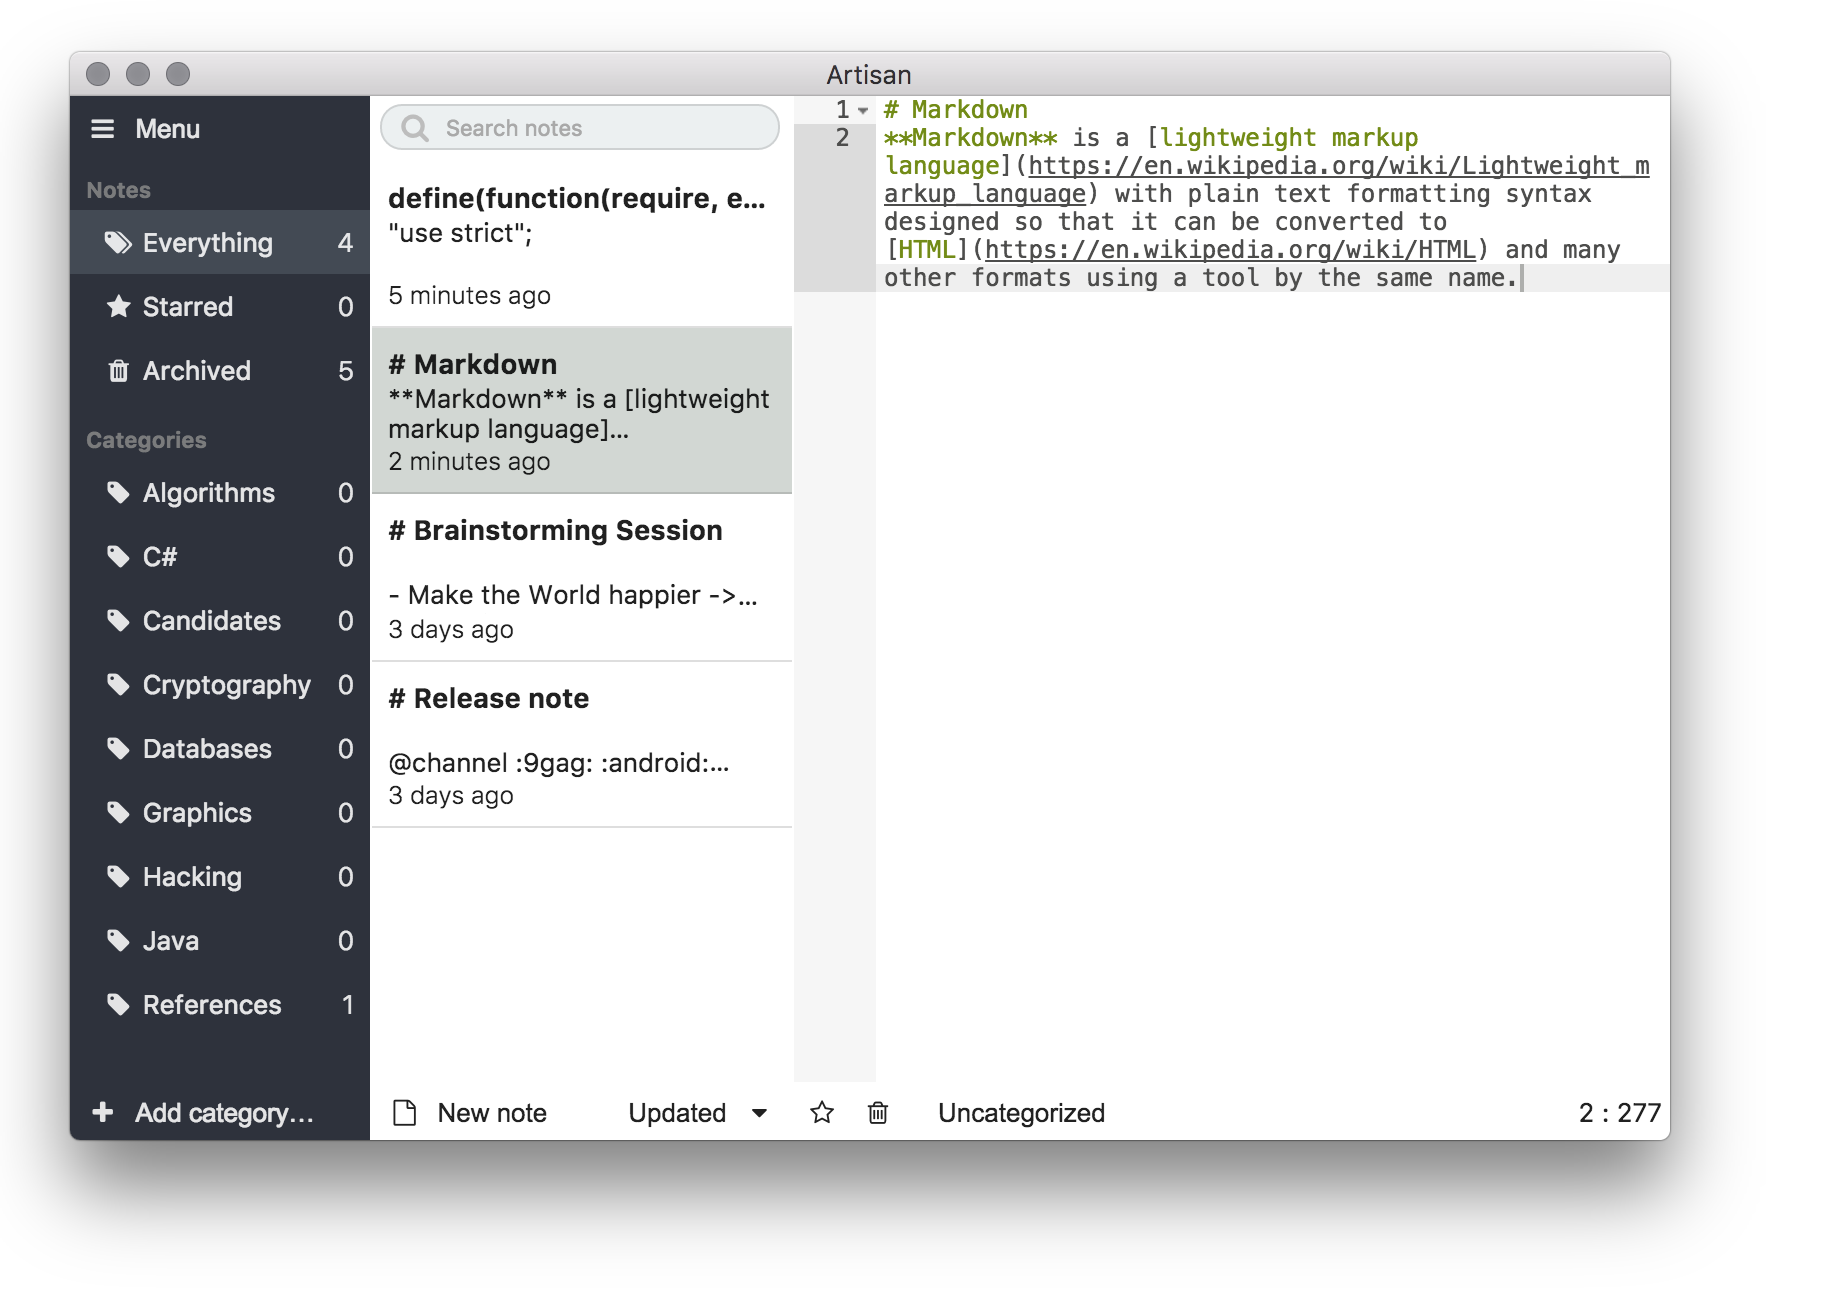 Artisan
Menu
Notes
Everything 4
Starred 0
Archived 5
Categories
Algorithms 0
C# 0
Candidates 0
Cryptography 0
Databases 0
Graphics 0
Hacking 0
Java 0
References 1
Add category...
Search notes
define(function(require, e...
"use strict";
5 minutes ago
# Markdown
**Markdown** is a [lightweight
markup language]...
2 minutes ago
# Brainstorming Session
- Make the World happier ->...
3 days ago
# Release note
@channel :9gag: :android:...
3 days ago
New note
Updated
1 # Markdown
2 **Markdown** is a [lightweight markup
language](https://en.wikipedia.org/wiki/Lightweight_m
arkup_language) with plain text formatting syntax
designed so that it can be converted to
[HTML](https://en.wikipedia.org/wiki/HTML) and many
other formats using a tool by the same name.
Uncategorized
2 : 277